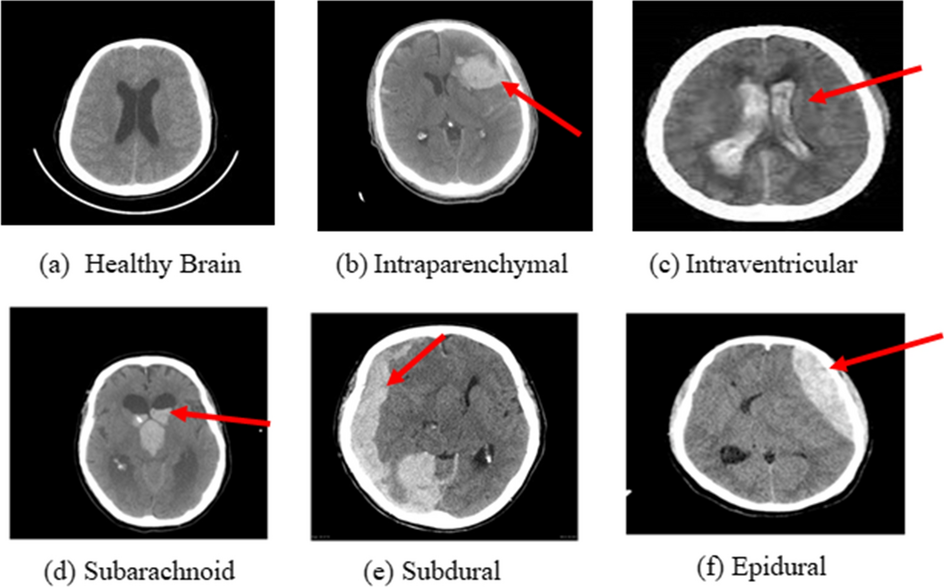 (a) Healthy Brain
(b) Intraparenchymal
(c) Intraventricular
(d) Subarachnoid
(e) Subdural
(f) Epidural